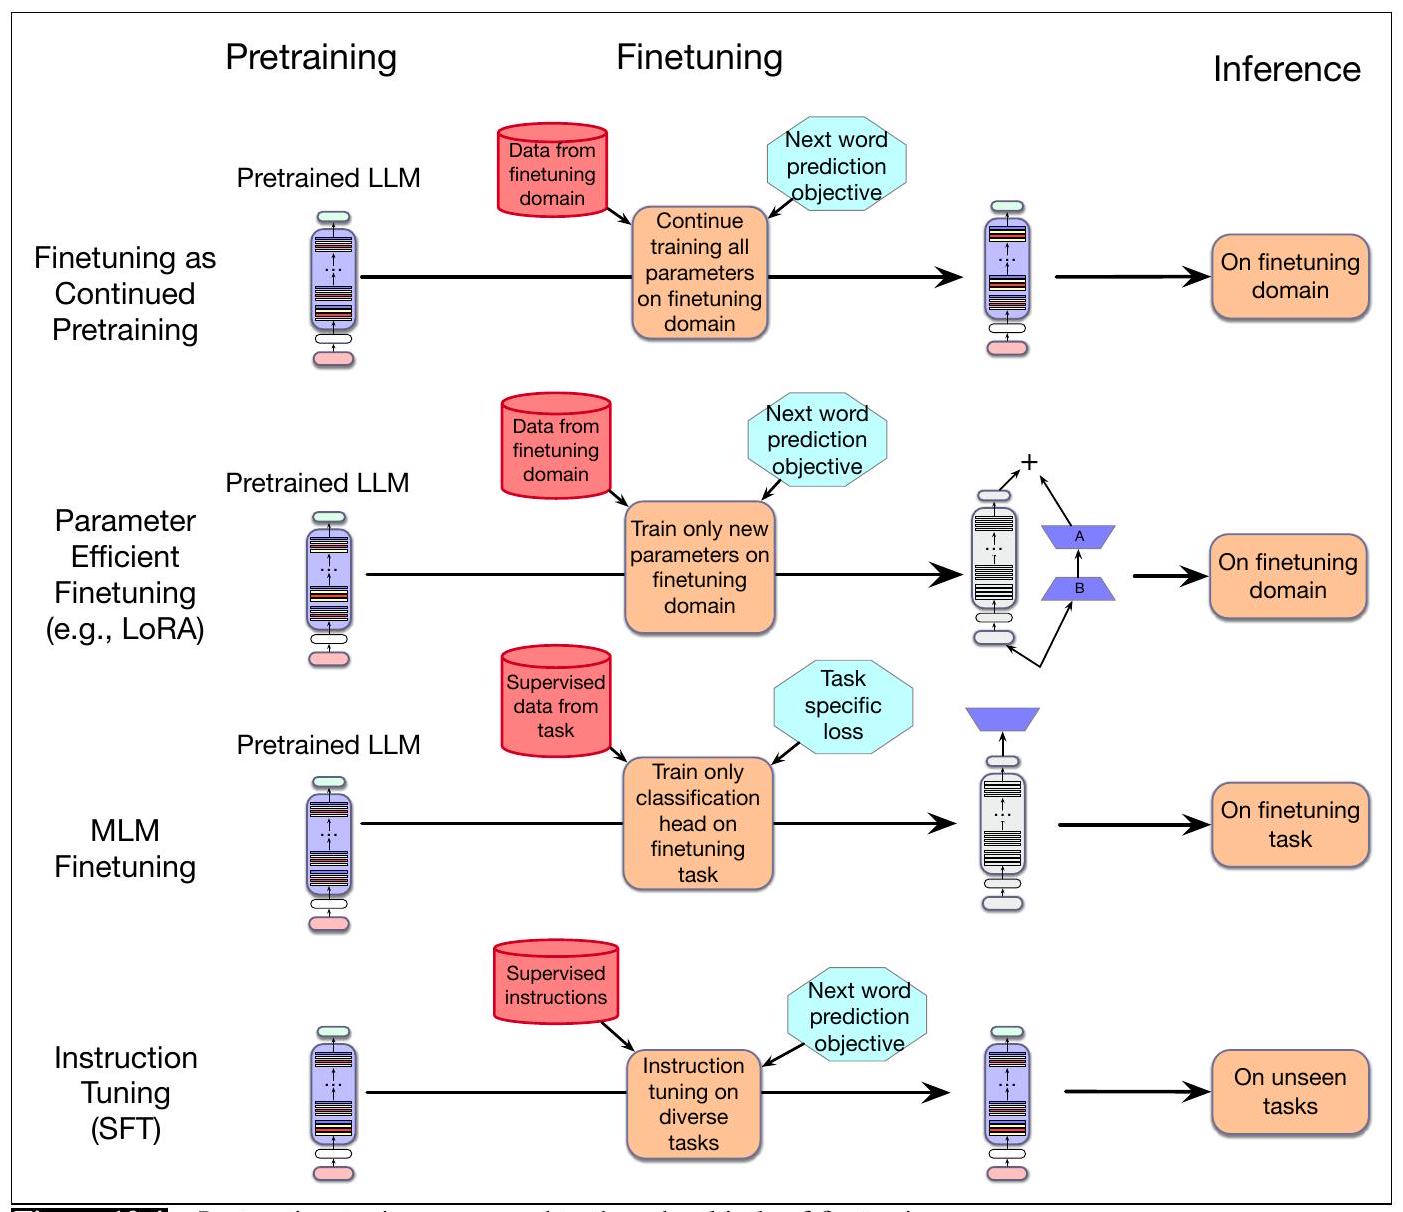 Pretraining
Finetuning
Inference
Finetuning as
Continued
Pretraining
Pretrained LLM
Data from
finetuning
domain
Next word
prediction
objective
Continue
training all
parameters
on finetuning
domain
On finetuning
domain
Parameter
Efficient
Finetuning
(e.g., LoRA)
Pretrained LLM
Data from
finetuning
domain
Next word
prediction
objective
Train only new
parameters on
finetuning
domain
+
A
B
On finetuning
domain
MLM
Finetuning
Pretrained LLM
Supervised
data from
task
Task
specific
loss
Train only
classification
head on
finetuning
task
On finetuning
task
Instruction
Tuning
(SFT)
Supervised
instructions
Next word
prediction
objective
Instruction
tuning on
diverse
tasks
On unseen
tasks